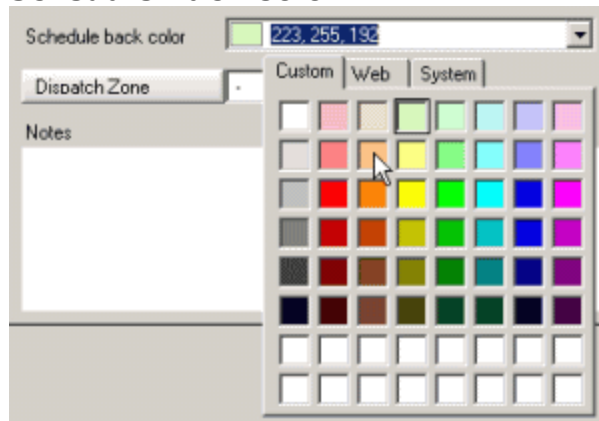 Schedule back color 223, 255, 192
Custom Web System
Dispatch Zone -
Notes